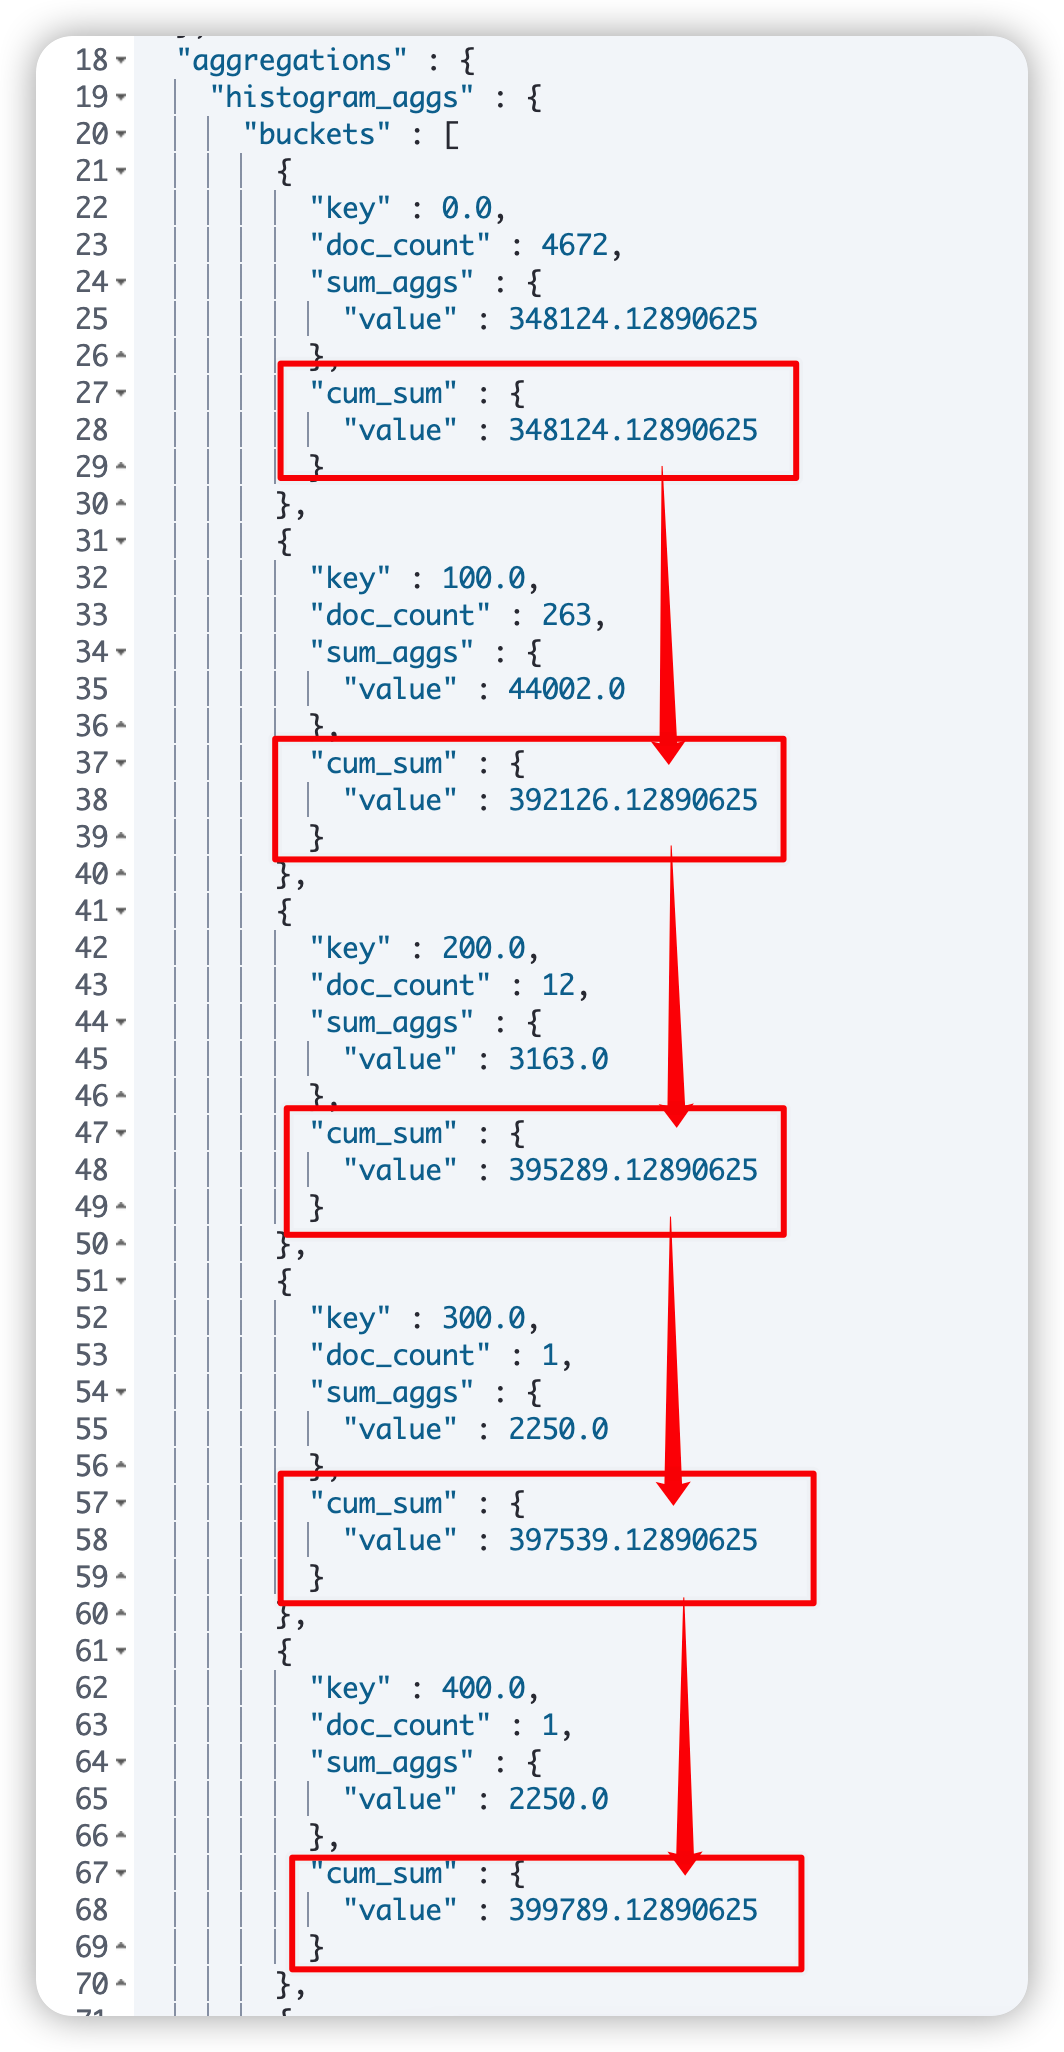 18 "aggregations" : {
19 "histogram_aggs" : {
20 "buckets" : [
21 {
22 "key" : 0.0,
23 "doc_count" : 4672,
24 "sum_aggs" : {
25 "value" : 348124.12890625
26 },
27 "cum_sum" : {
28 "value" : 348124.12890625
29 }
30 },
31 {
32 "key" : 100.0,
33 "doc_count" : 263,
34 "sum_aggs" : {
35 "value" : 44002.0
36 },
37 "cum_sum" : {
38 "value" : 392126.12890625
39 }
40 },
41 {
42 "key" : 200.0,
43 "doc_count" : 12,
44 "sum_aggs" : {
45 "value" : 3163.0
46 },
47 "cum_sum" : {
48 "value" : 395289.12890625
49 }
50 },
51 {
52 "key" : 300.0,
53 "doc_count" : 1,
54 "sum_aggs" : {
55 "value" : 2250.0
56 },
57 "cum_sum" : {
58 "value" : 397539.12890625
59 }
60 },
61 {
62 "key" : 400.0,
63 "doc_count" : 1,
64 "sum_aggs" : {
65 "value" : 2250.0
66 },
67 "cum_sum" : {
68 "value" : 399789.12890625
69 }
70 },
71 {